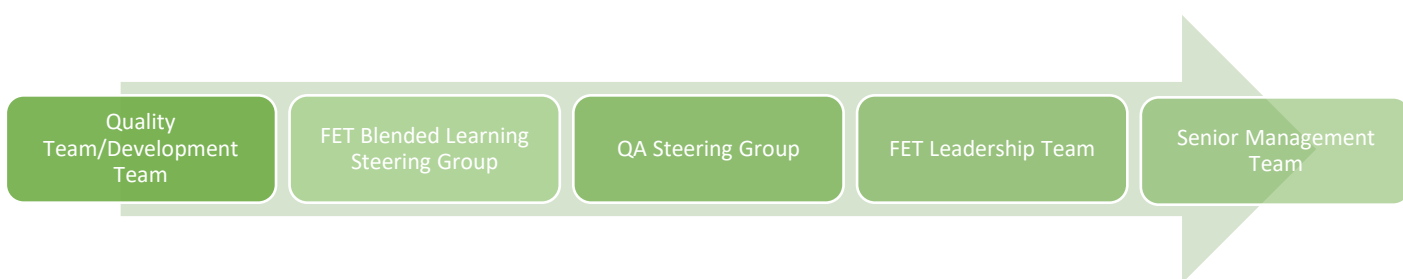 Quality
Team/Development
Team
FET Blended Learning
Steering Group
QA Steering Group
FET Leadership Team
Senior Management
Team